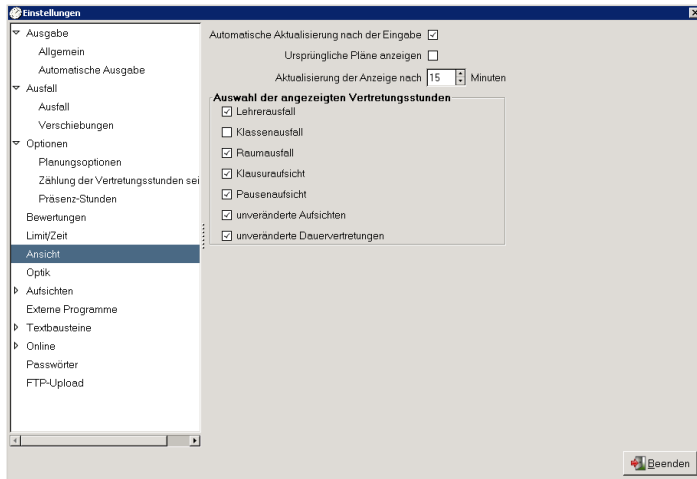 Einstellungen
Ausgabe
Allgemein
Automatische Ausgabe
Ausfall
Ausfall
Verschiebungen
Optionen
Planungsoptionen
Zählung der Vertretungsstunden sei
Präsenz-Stunden
Bewertungen
Limit/Zeit
Ansicht
Optik
Aufsichten
Externe Programme
Textbausteine
Online
Passwörter
FTP-Upload
Automatische Aktualisierung nach der Eingabe
Ursprüngliche Pläne anzeigen
Aktualisierung der Anzeige nach 15 Minuten
Auswahl der angezeigten Vertretungsstunden
Lehrerausfall
Klassenausfall
Raumausfall
Klausuraufsicht
Pausenaufsicht
unveränderte Aufsichten
unveränderte Dauervertretungen
Beenden